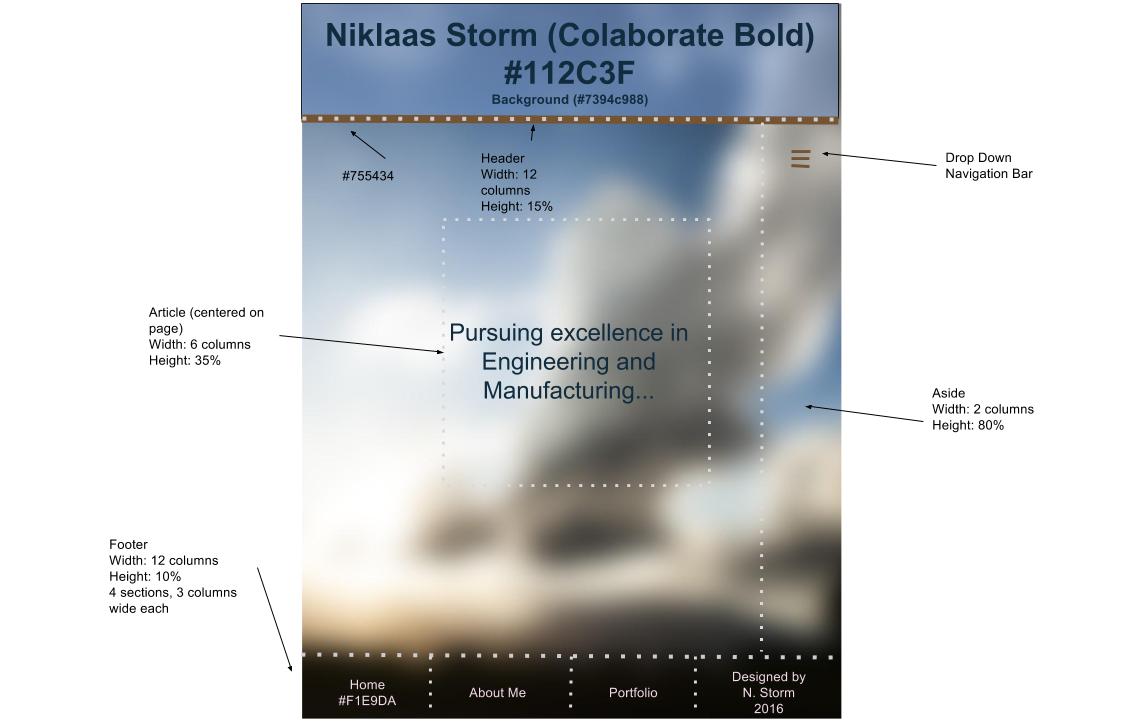 Niklaas Storm (Colaborate Bold)
#112C3F
Background (#7394c988)
#755434
Header
Width: 12
columns
Height: 15%
Drop Down
Navigation Bar
Article (centered on
page)
Width: 6 columns
Height: 35%
Pursuing excellence in
Engineering and
Manufacturing...
Aside
Width: 2 columns
Height: 80%
Footer
Width: 12 columns
Height: 10%
4 sections, 3 columns
wide each
Home
#F1E9DA
About Me
Portfolio
Designed by
N. Storm
2016